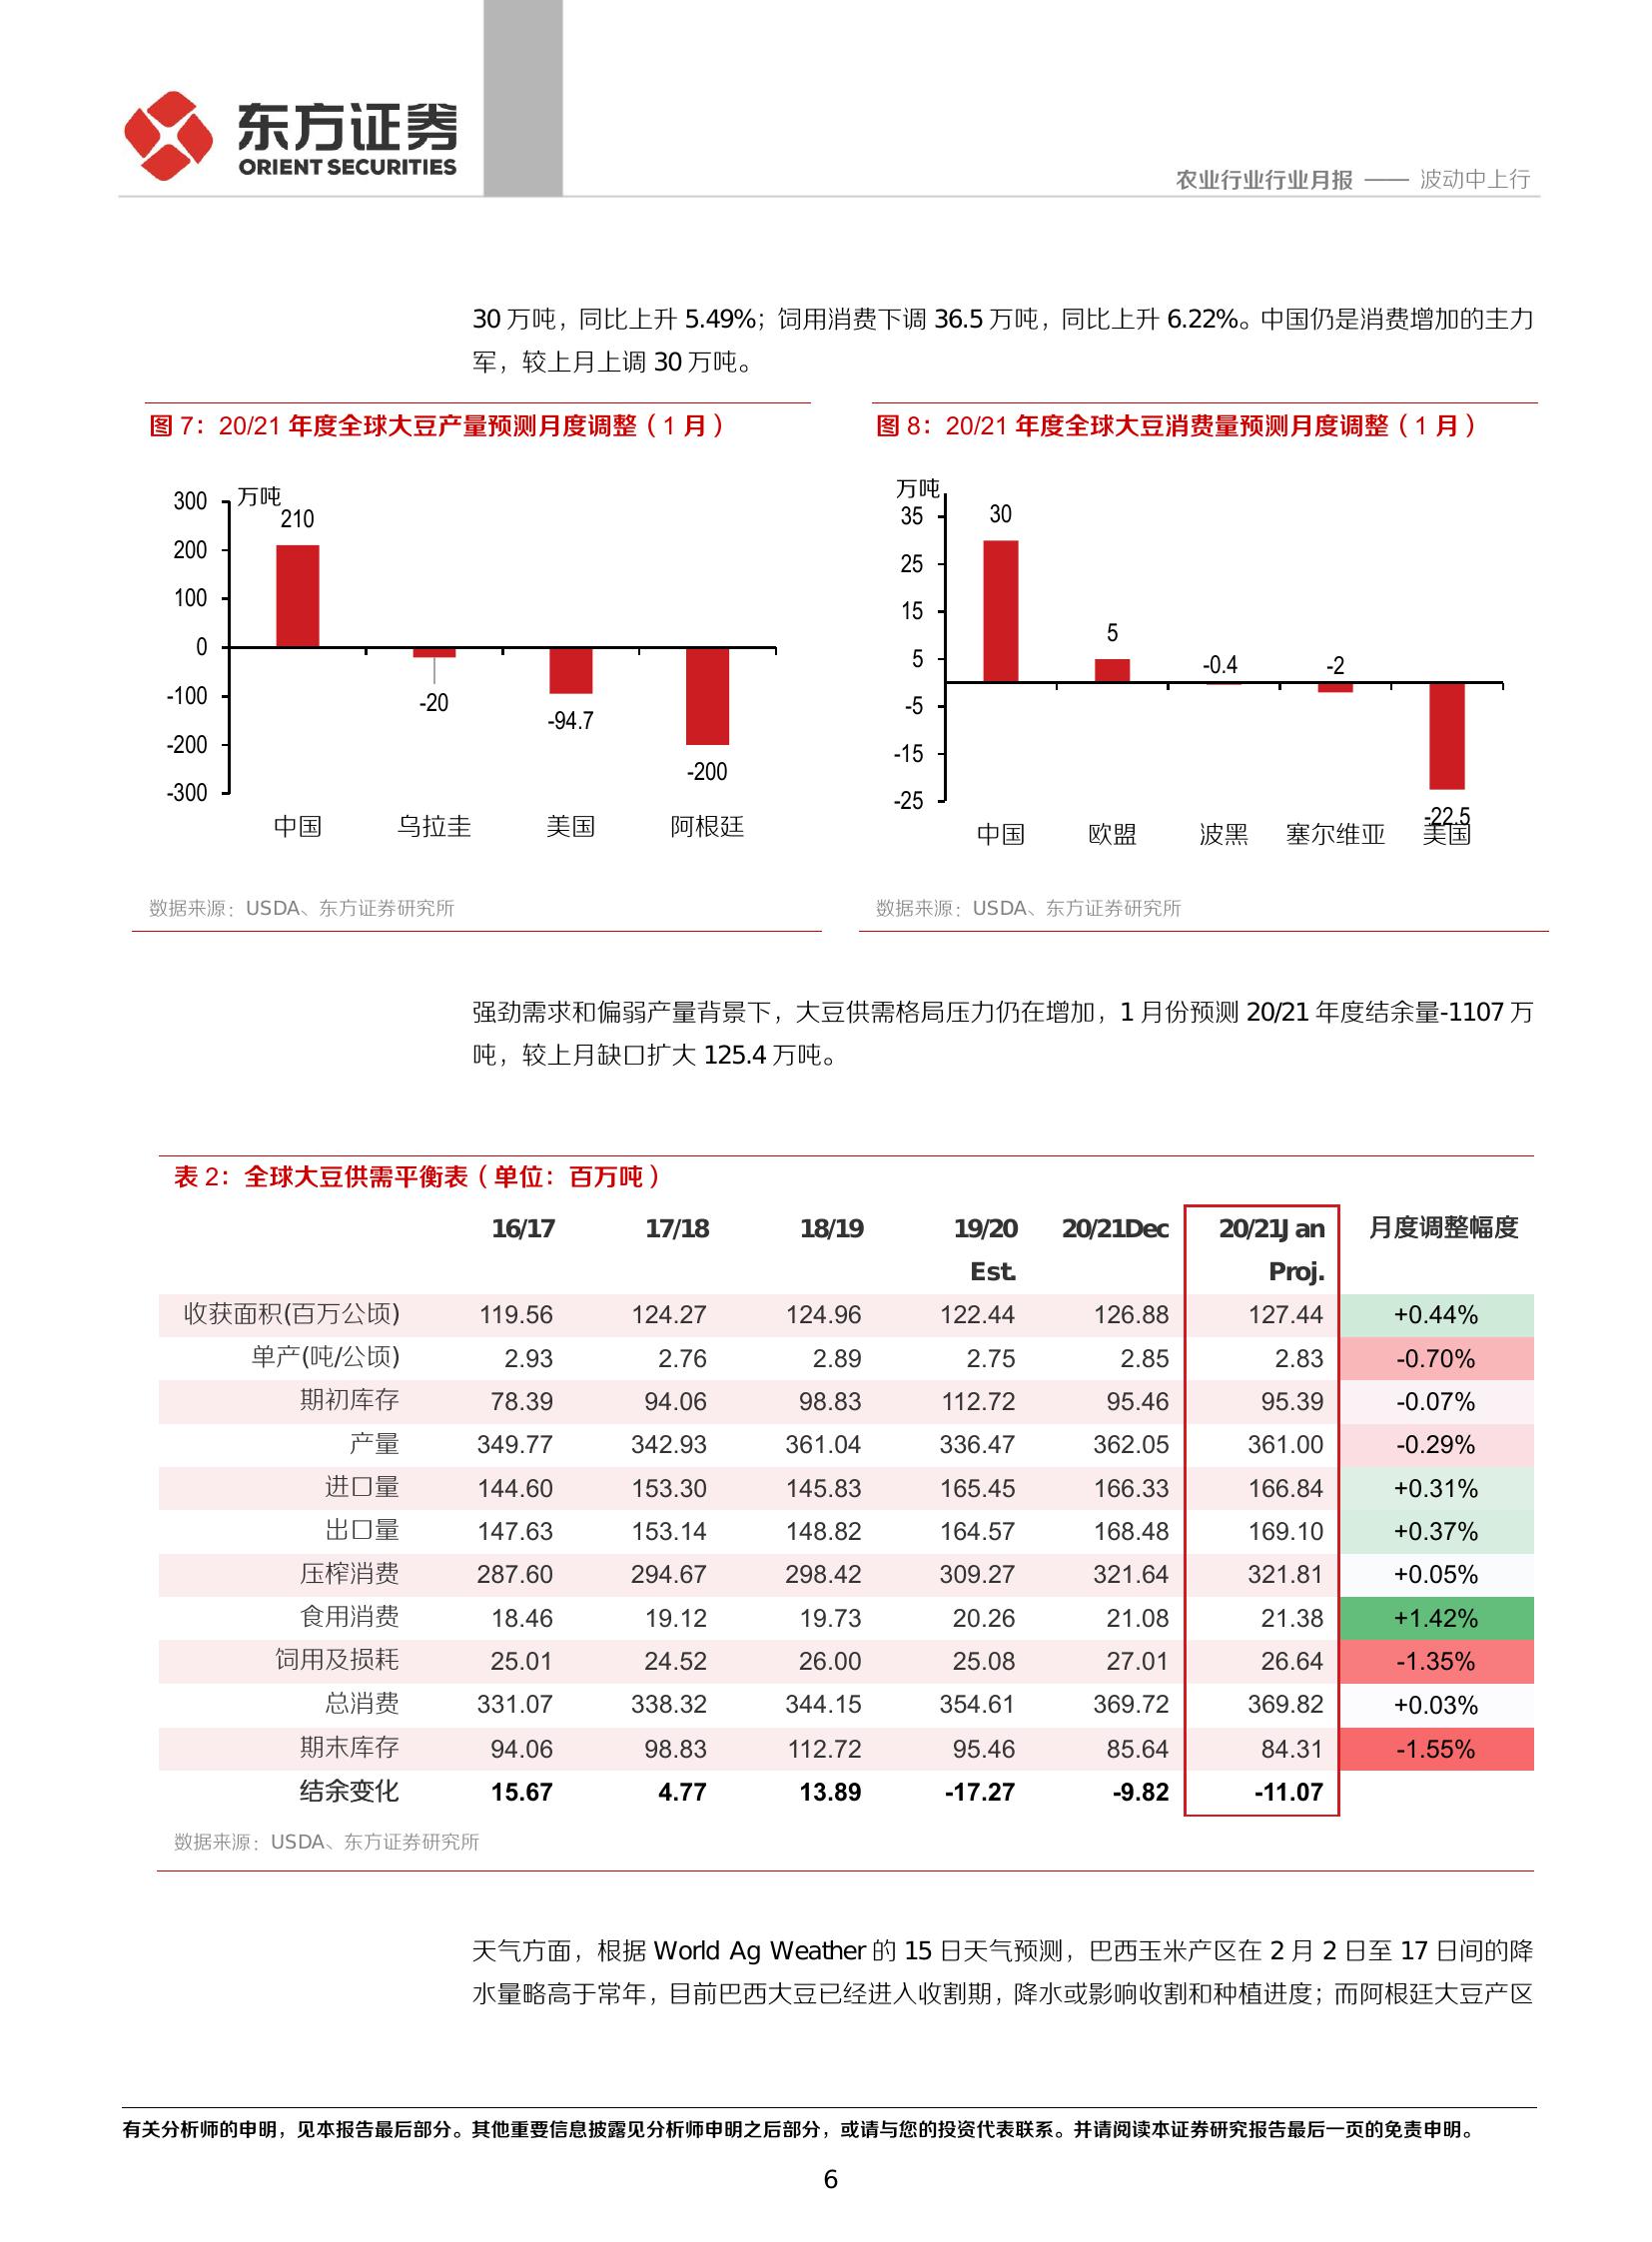 东方证券
ORIENT SECURITIES
农业行业行业月报 —— 波动中上行
30 万吨，同比上升 5.49%；饲用消费下调 36.5 万吨，同比上升 6.22%。中国仍是消费增加的主力
军，较上月上调 30 万吨。
图 7：20/21 年度全球大豆产量预测月度调整（1 月）
万吨
300
200
100
0
-100
-200
-300
210
-20
-94.7
-200
中国 乌拉圭 美国 阿根廷
数据来源：USDA、东方证券研究所
图 8：20/21 年度全球大豆消费量预测月度调整（1 月）
万吨
35
25
15
5
-5
-15
-25
30
5
-0.4
-2
-22.5
中国 欧盟 波黑 塞尔维亚 美国
数据来源：USDA、东方证券研究所
强劲需求和偏弱产量背景下，大豆供需格局压力仍在增加，1 月份预测 20/21 年度结余量-1107 万
吨，较上月缺口扩大 125.4 万吨。
表 2：全球大豆供需平衡表（单位：百万吨）
16/17 17/18 18/19 19/20 20/21Dec 20/21Jan 月度调整幅度
Est. Proj.
收获面积(百万公顷) 119.56 124.27 124.96 122.44 126.88 127.44 +0.44%
单产(吨/公顷) 2.93 2.76 2.89 2.75 2.85 2.83 -0.70%
期初库存 78.39 94.06 98.83 112.72 95.46 95.39 -0.07%
产量 349.77 342.93 361.04 336.47 362.05 361.00 -0.29%
进口量 144.60 153.30 145.83 165.45 166.33 166.84 +0.31%
出口量 147.63 153.14 148.82 164.57 168.48 169.10 +0.37%
压榨消费 287.60 294.67 298.42 309.27 321.64 321.81 +0.05%
食用消费 18.46 19.12 19.73 20.26 21.08 21.38 +1.42%
饲用及损耗 25.01 24.52 26.00 25.08 27.01 26.64 -1.35%
总消费 331.07 338.32 344.15 354.61 369.72 369.82 +0.03%
期末库存 94.06 98.83 112.72 95.46 85.64 84.31 -1.55%
结余变化 15.67 4.77 13.89 -17.27 -9.82 -11.07
数据来源：USDA、东方证券研究所
天气方面，根据 World Ag Weather 的 15 日天气预测，巴西玉米产区在 2 月 2 日至 17 日间的降
水量略高于常年，目前巴西大豆已经进入收割期，降水或影响收割和种植进度；而阿根廷大豆产区
有关分析师的申明，见本报告最后部分。其他重要信息披露见分析师申明之后部分，或请与您的投资代表联系。并请阅读本证券研究报告最后一页的免责申明。
6